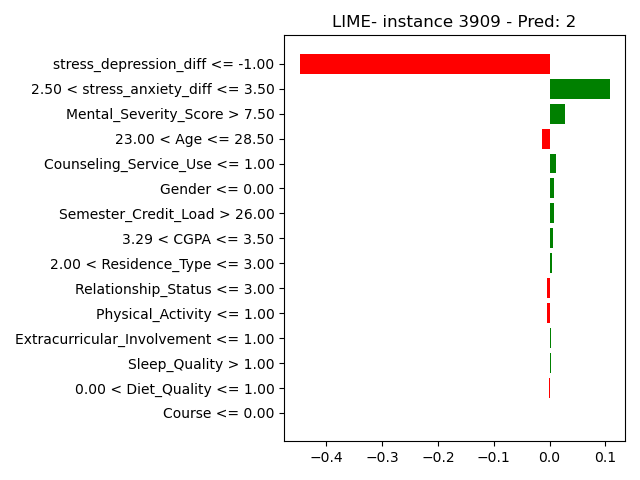 LIME- instance 3909 - Pred: 2
stress_depression_diff <= -1.00
2.50 < stress_anxiety_diff <= 3.50
Mental_Severity_Score > 7.50
23.00 < Age <= 28.50
Counseling_Service_Use <= 1.00
Gender <= 0.00
Semester_Credit_Load > 26.00
3.29 < CGPA <= 3.50
2.00 < Residence_Type <= 3.00
Relationship_Status <= 3.00
Physical_Activity <= 1.00
Extracurricular_Involvement <= 1.00
Sleep_Quality > 1.00
0.00 < Diet_Quality <= 1.00
Course <= 0.00
−0.4 −0.3 −0.2 −0.1 0.0 0.1